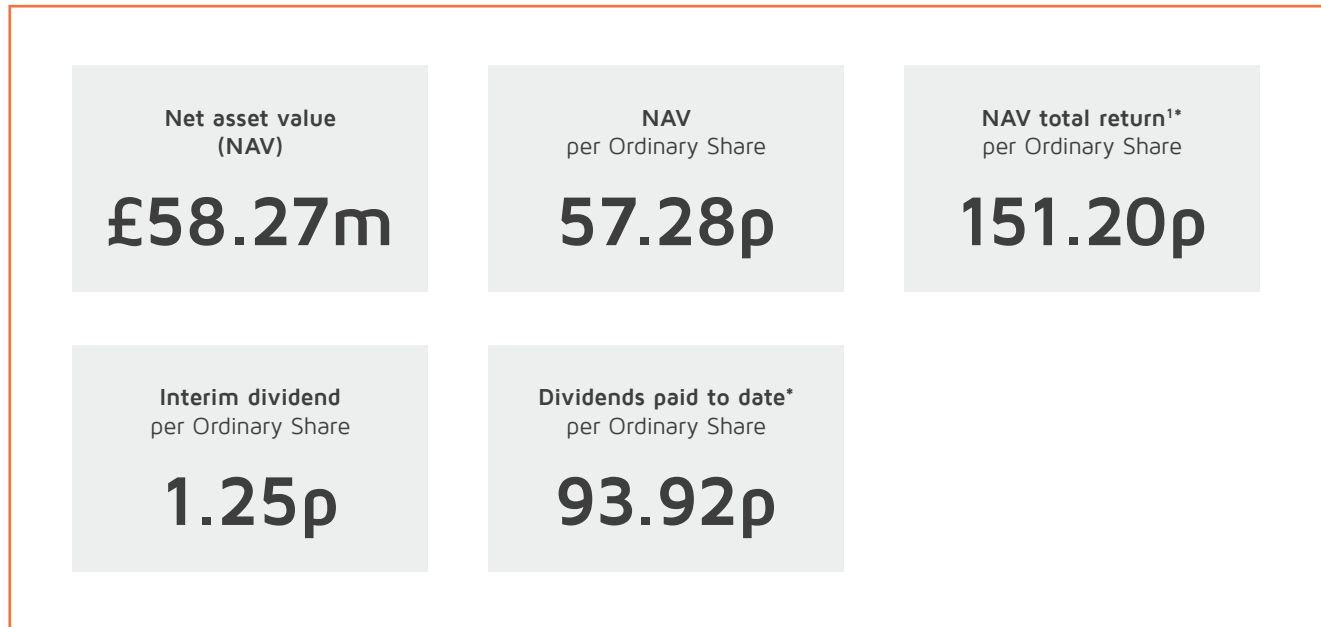 Net asset value
(NAV)
£58.27m
NAV
per Ordinary Share
57.28p
NAV total return¹*
per Ordinary Share
151.20p
Interim dividend
per Ordinary Share
1.25p
Dividends paid to date*
per Ordinary Share
93.92p